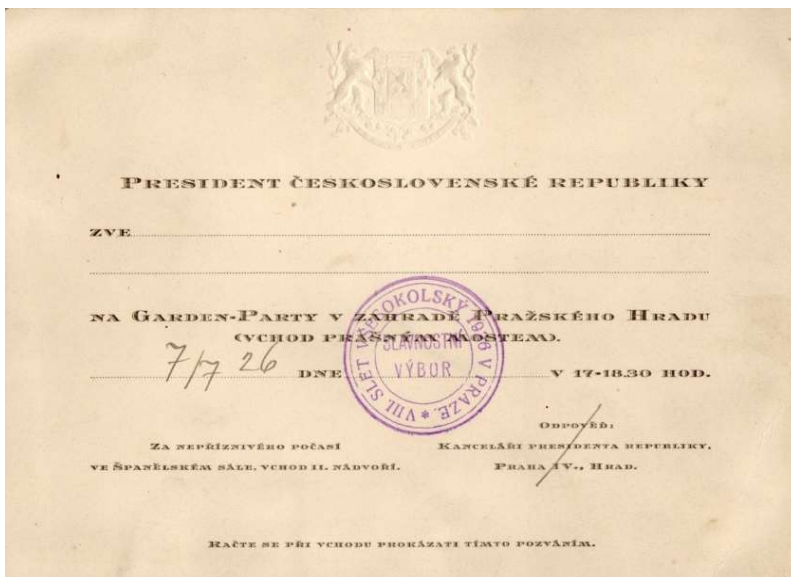 PRESIDENT ČESKOSLOVENSKÉ REPUBLIKY
ZVE
NA GARDEN-PARTY V ZAHRADĚ PRAŽSKÉHO HRADU
(VCHOD PRAŠNÝM MOSTEM).
7/7 26 DNE V 17-18.30 HOD.
VIII. SLET VŠESOKOLSKÝ 1926 V PRAZE *
SLAVNOSTNÍ
VÝBOR
ZA NEPŘÍZNIVÉHO POČASÍ
VE ŠPANĚLSKÉM SÁLE, VCHOD II. NÁDVOŘÍ.
ODPOVĚĎ:
KANCELÁŘI PRESIDENTA REPUBLIKY,
PRAHA IV., HRAD.
RAČTE SE PŘI VCHODU PROKÁZATI TÍMTO POZVÁNÍM.